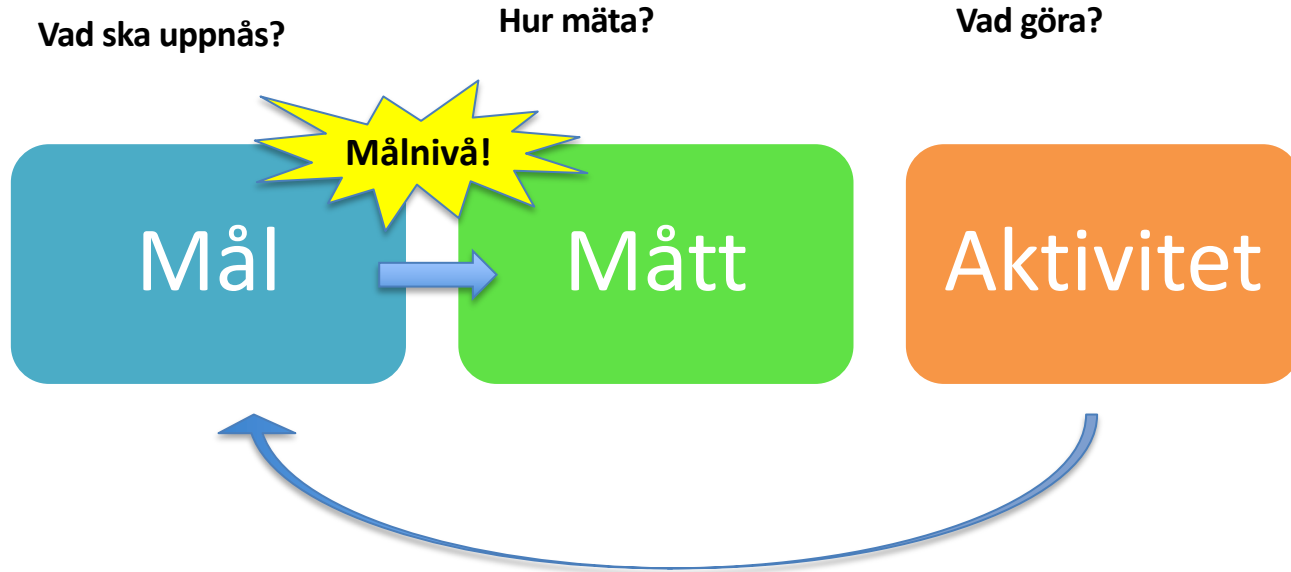 Vad ska uppnås?
Hur mäta?
Vad göra?
Målnivå!
Mål
Mått
Aktivitet